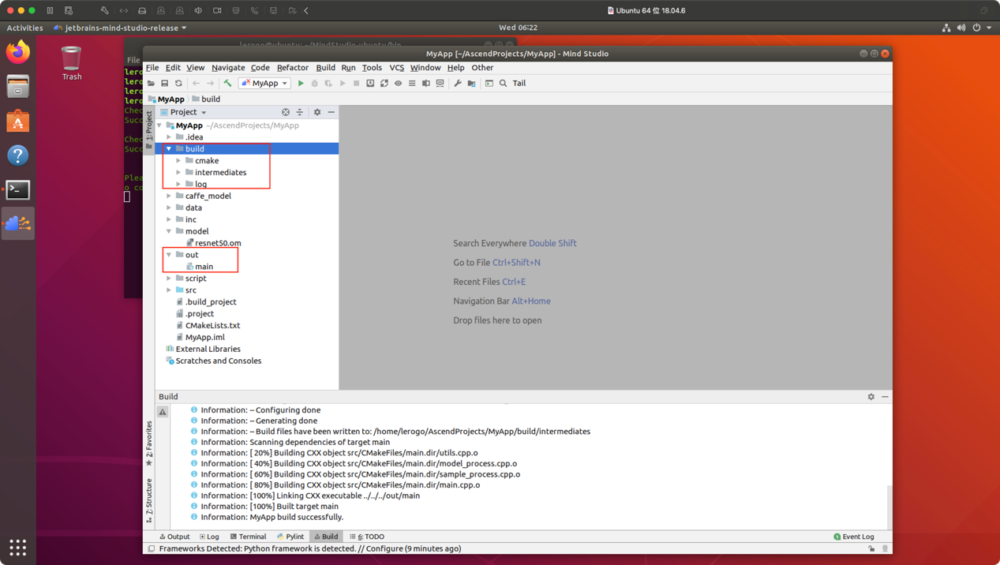 Ubuntu 64 位 18.04.6
Activities
jetbrains-mind-studio-release
Wed 06:22
Trash
lerogo@ubuntu: ~/MindStudio-ubuntu/bin
File
lero
lero
lero
lero
Chec
Succ
Chec
Succ
Plea
o co
MyApp [~/AscendProjects/MyApp] - Mind Studio
File Edit View Navigate Code Refactor Build Run Tools VCS Window Help Other
MyApp
Tail
MyApp build
1: Project
Project
MyApp ~/AscendProjects/MyApp
.idea
build
cmake
intermediates
log
caffe_model
data
inc
model
resnet50.om
out
main
script
src
.build_project
.project
CMakeLists.txt
MyApp.iml
External Libraries
Scratches and Consoles
Search Everywhere Double Shift
Go to File Ctrl+Shift+N
Recent Files Ctrl+E
Navigation Bar Alt+Home
Drop files here to open
Build
2: Favorites
7: Structure
Information: -- Configuring done
Information: -- Generating done
Information: -- Build files have been written to: /home/lerogo/AscendProjects/MyApp/build/intermediates
Information: Scanning dependencies of target main
Information: [ 20%] Building CXX object src/CMakeFiles/main.dir/utils.cpp.o
Information: [ 40%] Building CXX object src/CMakeFiles/main.dir/model_process.cpp.o
Information: [ 60%] Building CXX object src/CMakeFiles/main.dir/sample_process.cpp.o
Information: [ 80%] Building CXX object src/CMakeFiles/main.dir/main.cpp.o
Information: [100%] Linking CXX executable ../../../out/main
Information: [100%] Built target main
Information: MyApp build successfully.
Output Log Terminal Pylint Build 6: TODO
1 Event Log
Frameworks Detected: Python framework is detected. // Configure (9 minutes ago)